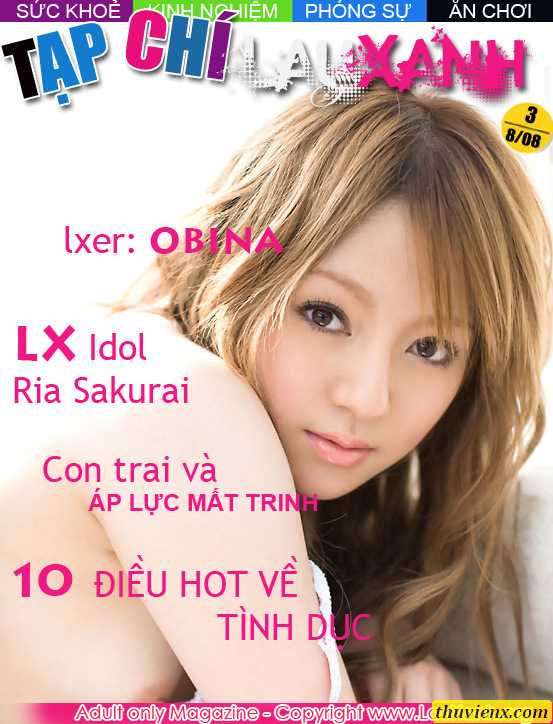 SỨC KHOẺ KINH NGHIỆM PHÓNG SỰ ĂN CHƠI
TẠP CHÍ LAUXANH
3
8/08
lxer: OBINA
LX Idol
Ria Sakurai
Con trai và
ÁP LỰC MẤT TRINH
10 ĐIỀU HOT VỀ
TÌNH DỤC
Adult only Magazine - Copyright
thuvienx.com